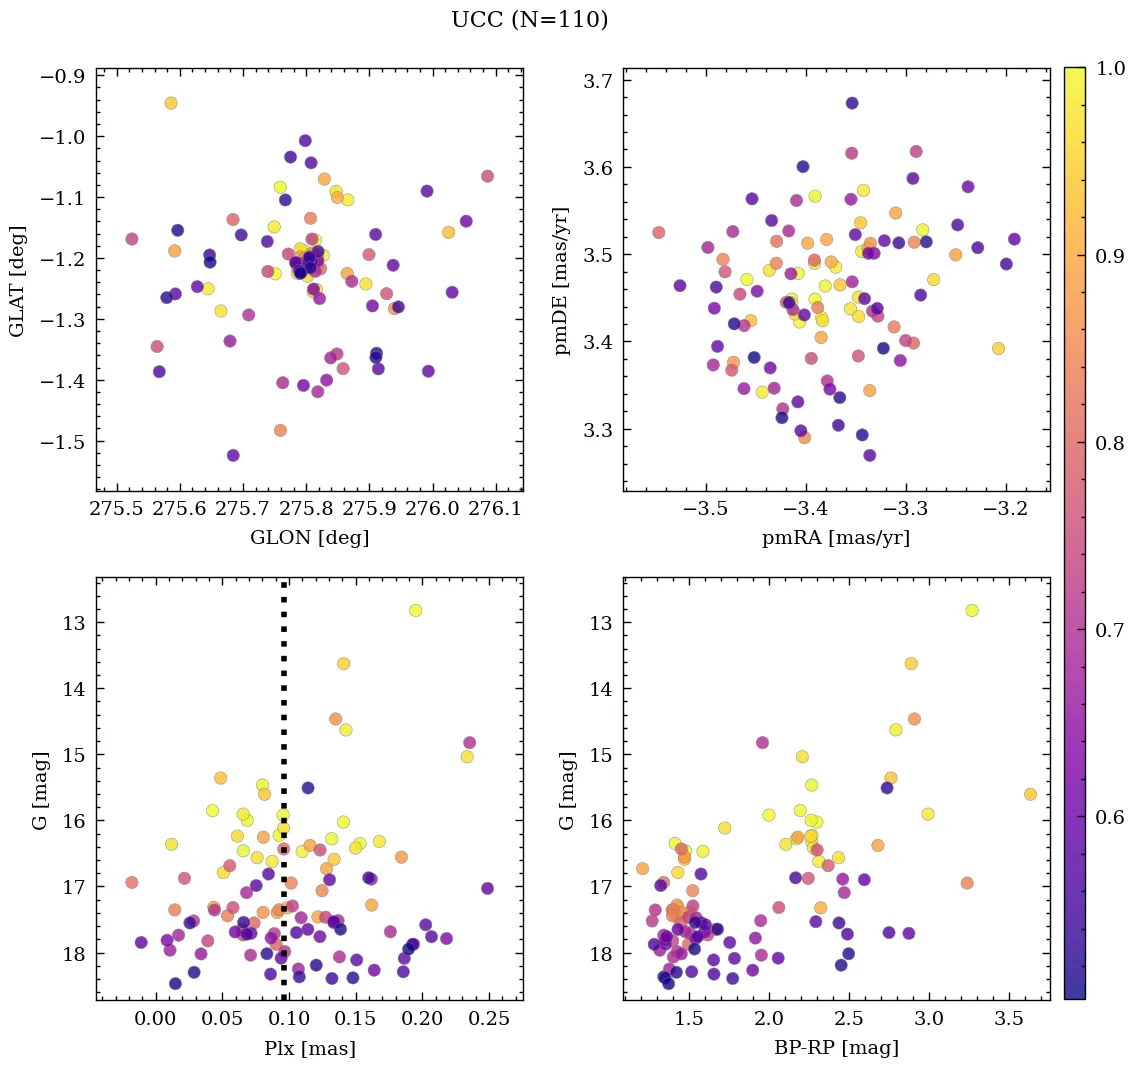 UCC (N=110)
−0.9
−1.0
−1.1
−1.2
−1.3
−1.4
−1.5
GLAT [deg]
275.5 275.6 275.7 275.8 275.9 276.0 276.1
GLON [deg]
3.7
3.6
3.5
3.4
3.3
pmDE [mas/yr]
−3.5 −3.4 −3.3 −3.2
pmRA [mas/yr]
1.0
0.9
0.8
0.7
0.6
13
14
15
16
17
18
G [mag]
0.00 0.05 0.10 0.15 0.20 0.25
Plx [mas]
13
14
15
16
17
18
G [mag]
1.5 2.0 2.5 3.0 3.5
BP-RP [mag]